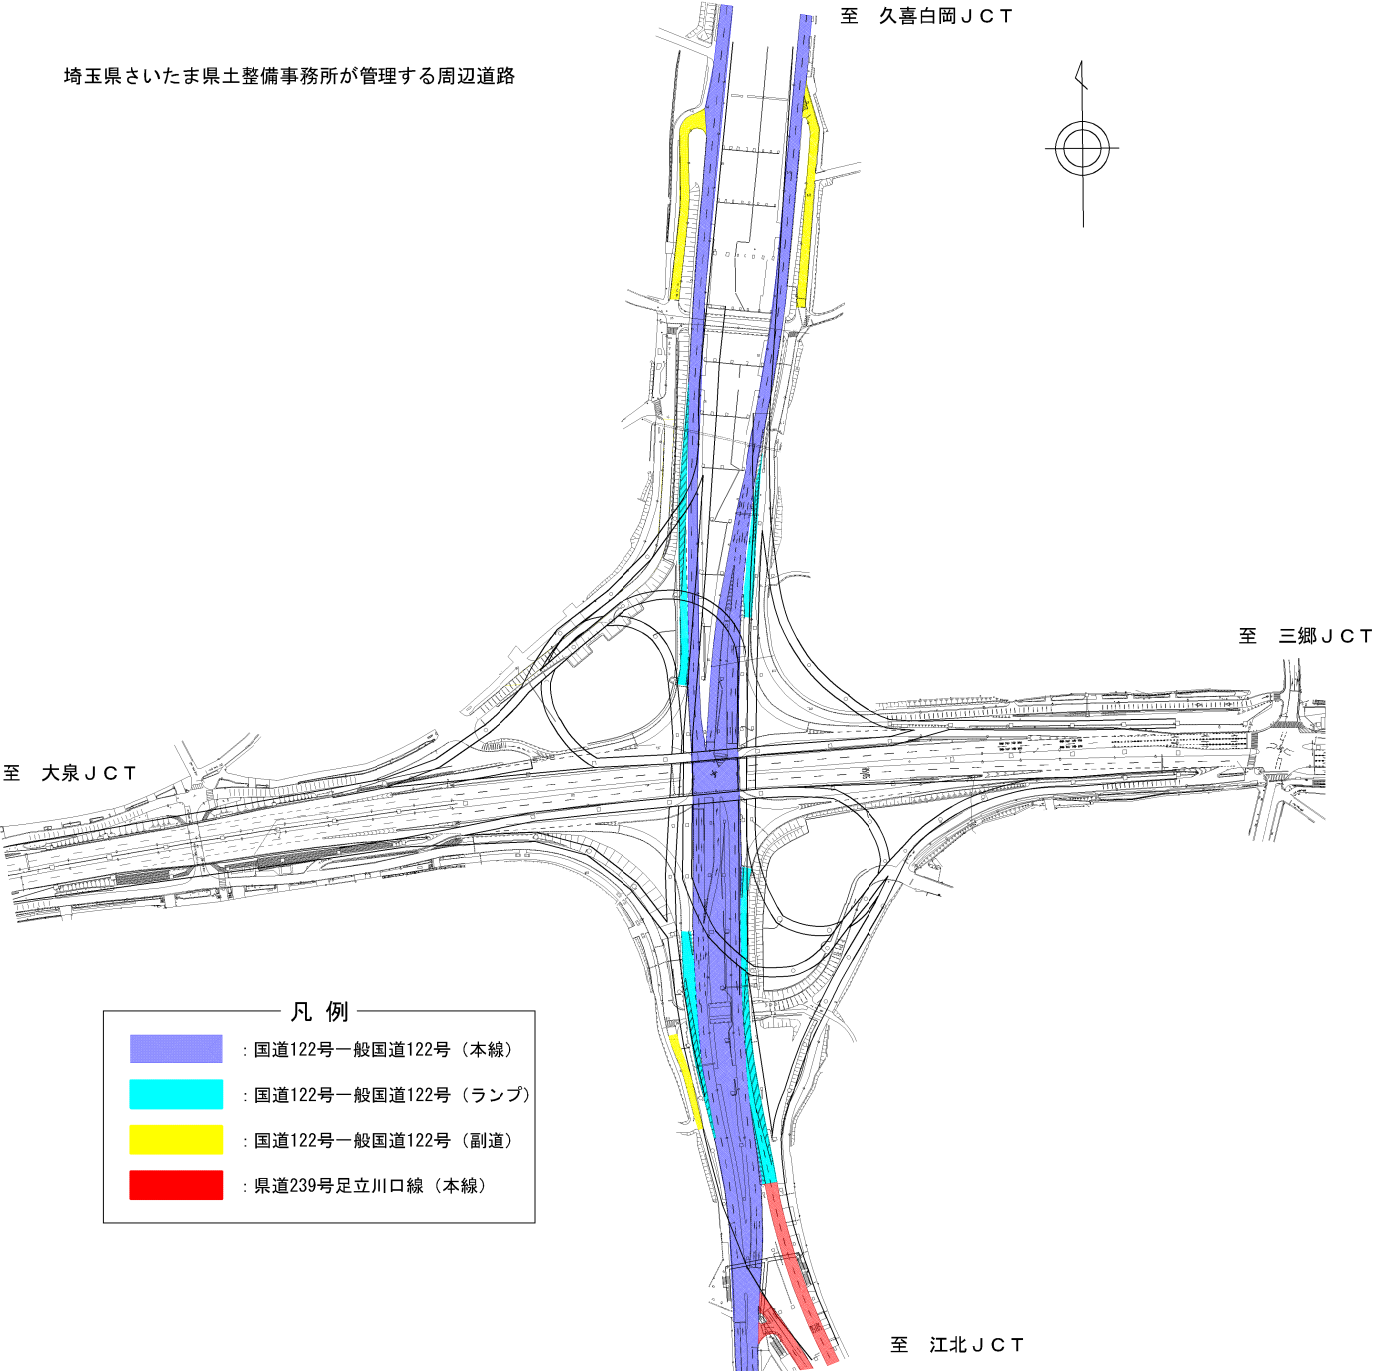 至　久喜白岡ＪＣＴ
埼玉県さいたま県土整備事務所が管理する周辺道路
至　三郷ＪＣＴ
至　大泉ＪＣＴ
凡 例
：国道122号一般国道122号（本線）
：国道122号一般国道122号（ランプ）
：国道122号一般国道122号（副道）
：県道239号足立川口線（本線）
至　江北ＪＣＴ